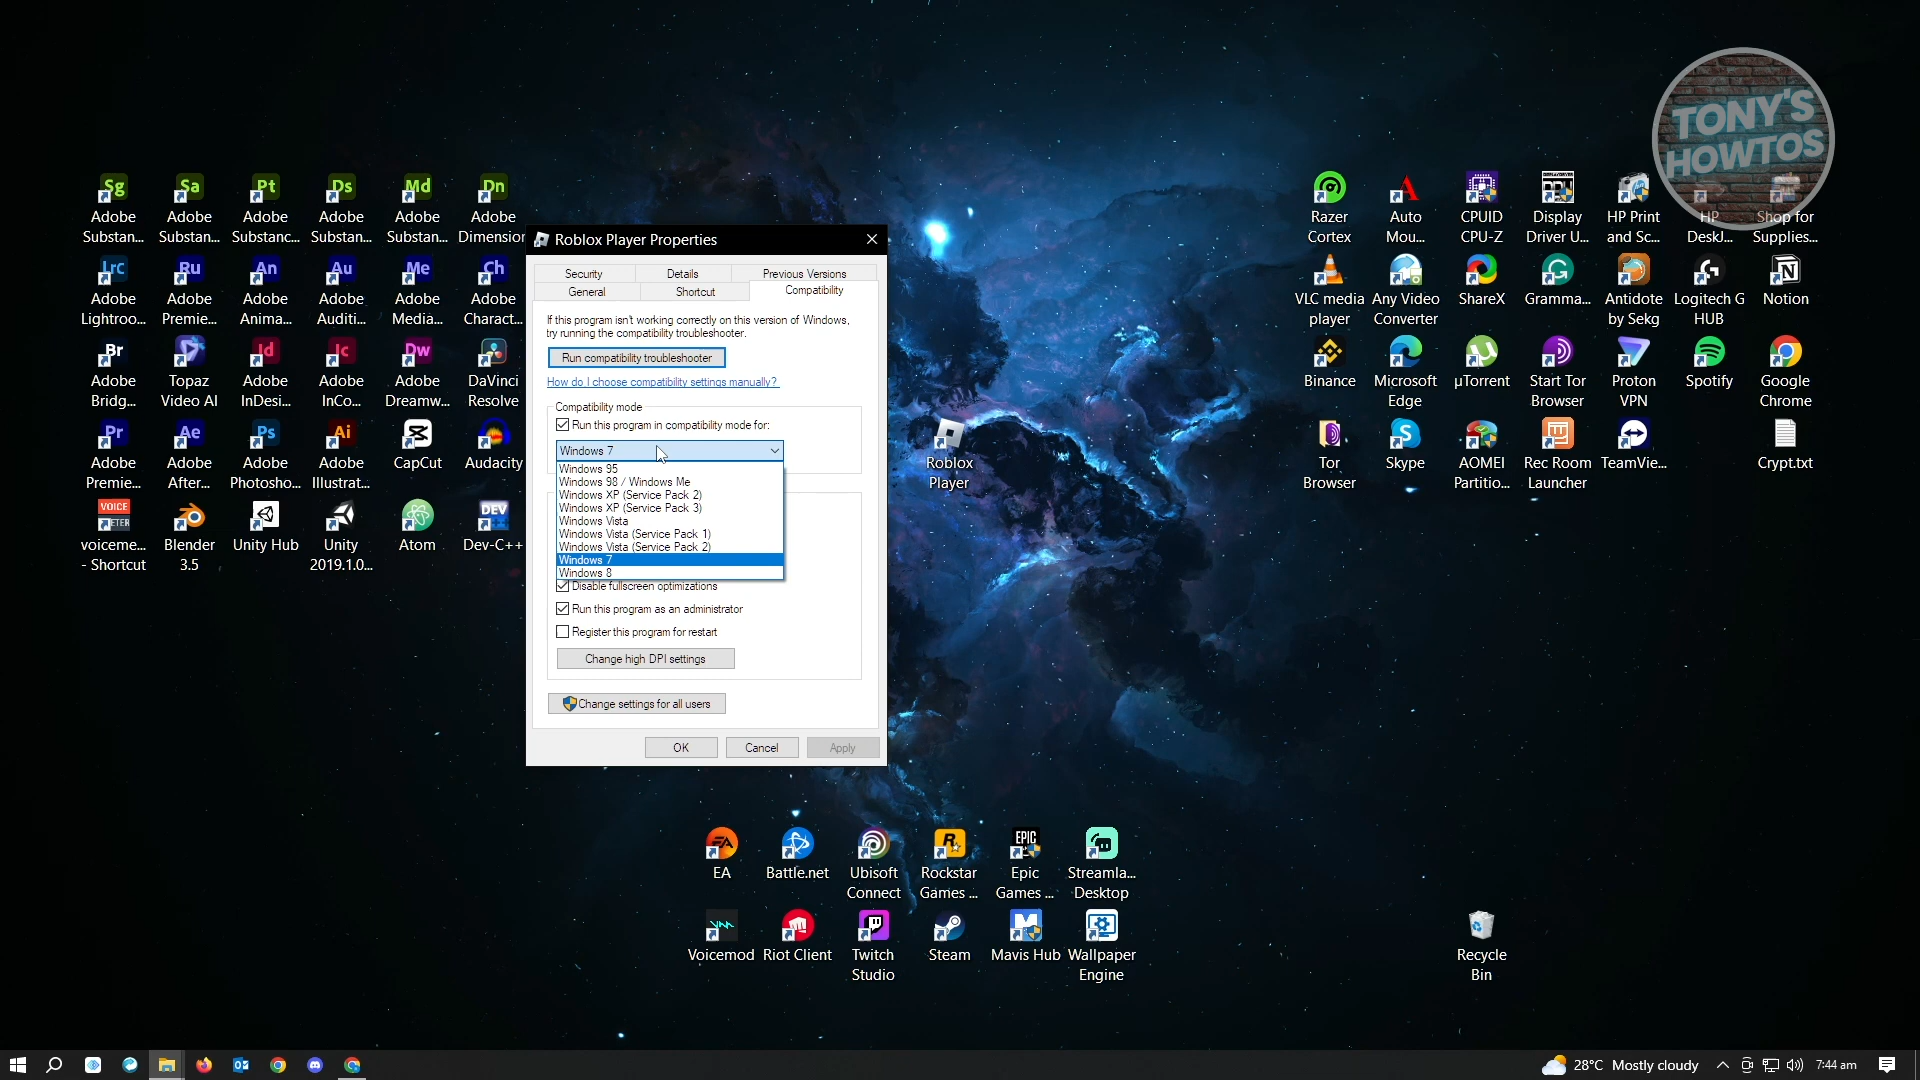 TONY'S
HOWTOS
Sg
Sa
Pt
Ds
Md
Dn
Adobe
Substan...
Adobe
Substan...
Adobe
Substanc...
Adobe
Substan...
Adobe
Substan...
Adobe
Dimension
Lrc
Ru
An
Au
Me
Ch
Adobe
Lightroo...
Adobe
Premie...
Adobe
Anima...
Adobe
Auditi...
Adobe
Media...
Adobe
Charact...
Br
Id
Ic
Dw
Adobe
Bridg...
Topaz
Video AI
Adobe
InDesi...
Adobe
InCo...
Adobe
Dreamw...
DaVinci
Resolve
Pr
Ae
Ps
Ai
Adobe
Premie...
Adobe
After...
Adobe
Photosho...
Adobe
Illustrat...
CapCut
Audacity
VOICE
DEV
voiceme...
- Shortcut
Blender
3.5
Unity Hub
Unity
2019.1.0...
Atom
Dev-C++
Roblox Player Properties
Security
Details
Previous Versions
General
Shortcut
Compatibility
If this program isn't working correctly on this version of Windows,
try running the compatibility troubleshooter.
Run compatibility troubleshooter
How do I choose compatibility settings manually?
Compatibility mode
Run this program in compatibility mode for:
Windows 7
Windows 95
Windows 98 / Windows Me
Windows XP (Service Pack 2)
Windows XP (Service Pack 3)
Windows Vista
Windows Vista (Service Pack 1)
Windows Vista (Service Pack 2)
Windows 7
Windows 8
Disable fullscreen optimizations
Run this program as an administrator
Register this program for restart
Change high DPI settings
Change settings for all users
OK
Cancel
Apply
Roblox
Player
Razer
Cortex
Auto
Mou...
CPUID
CPU-Z
Display
Driver U...
HP Print
and Sc...
HP
DeskJ...
Shop for
Supplies...
VLC media
player
Any Video
Converter
ShareX
Gramma...
Antidote
by Sekg
Logitech G
HUB
Notion
Binance
Microsoft
Edge
µTorrent
Start Tor
Browser
Proton
VPN
Spotify
Google
Chrome
Tor
Browser
Skype
AOMEI
Partitio...
Rec Room
Launcher
TeamVie...
Crypt.txt
EA
EPIC
EA
Battle.net
Ubisoft
Connect
Rockstar
Games ...
Epic
Games ...
Streamla...
Desktop
Voicemod
Riot Client
Twitch
Studio
Steam
Mavis Hub
Wallpaper
Engine
Recycle
Bin
28°C Mostly cloudy
7:44 am